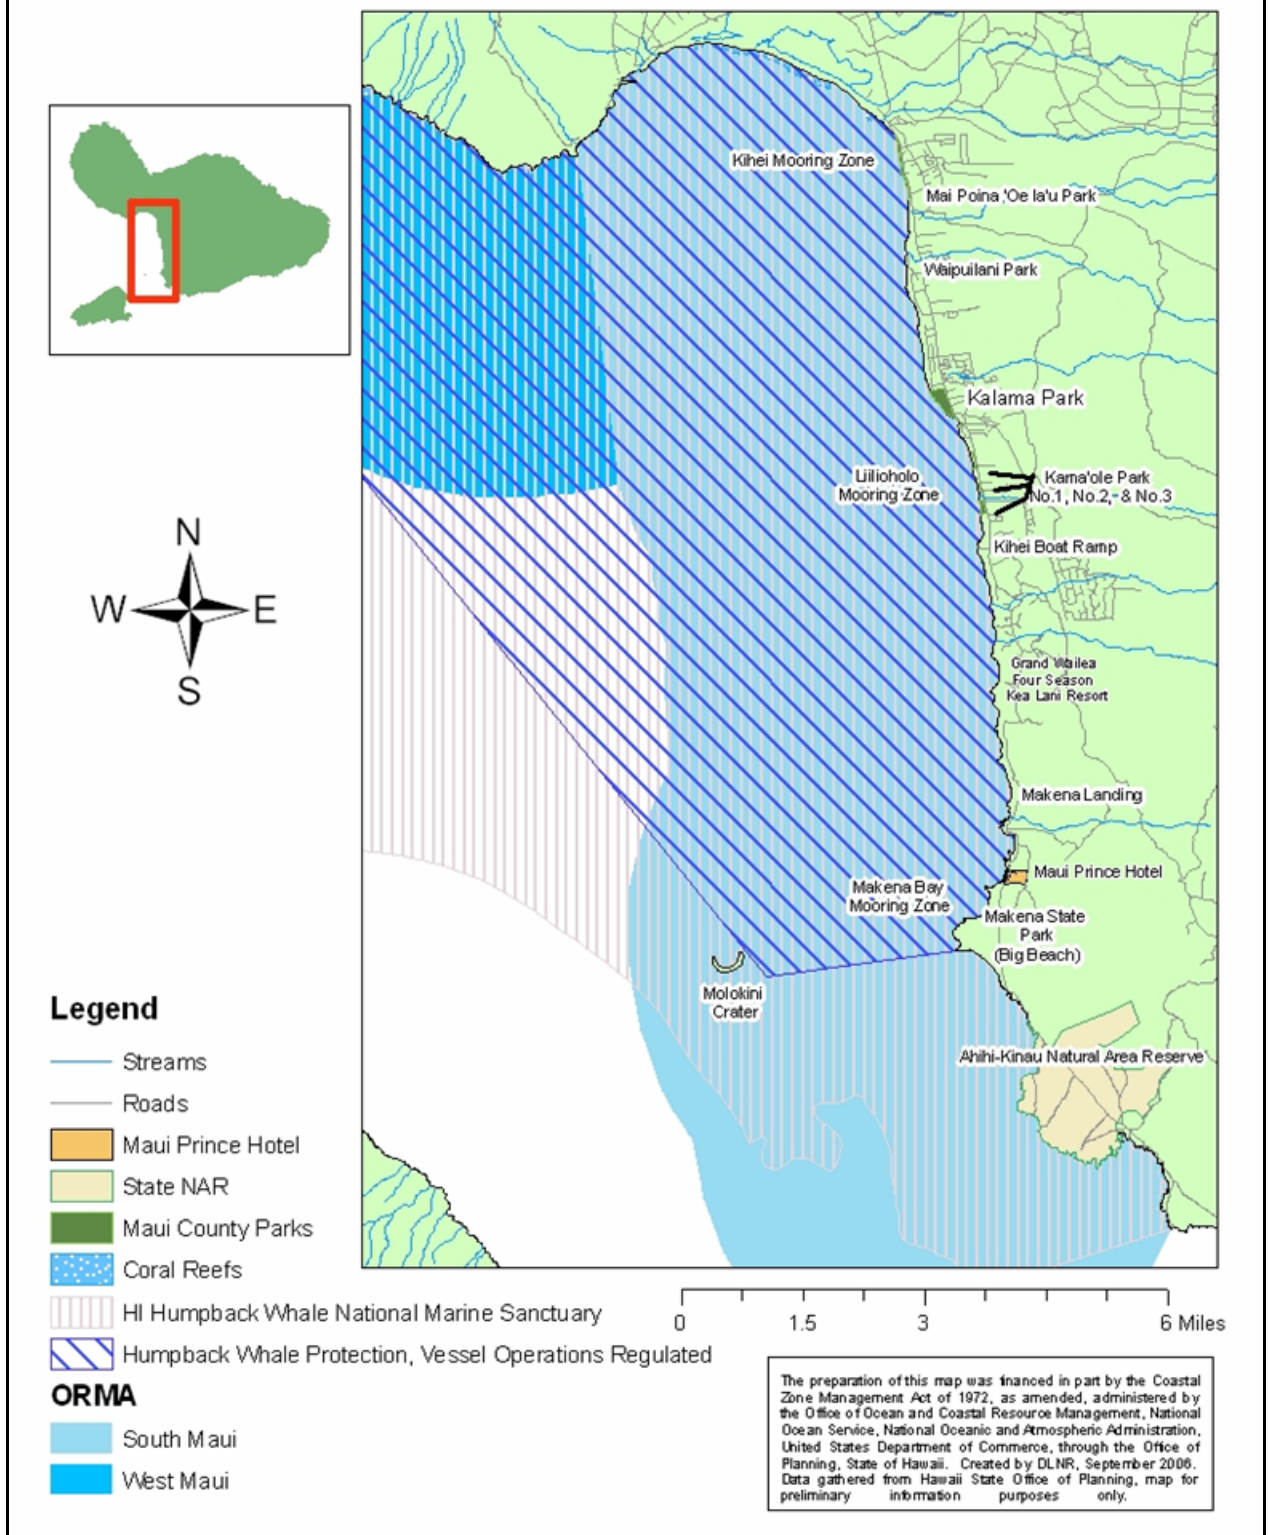 Kihei Mooring Zone
Mai Poina 'Oe la'u Park
Waipuilani Park
Kalama Park
Liilioholo
Mooring Zone
Kama'ole Park
No.1, No.2, & No.3
Kihei Boat Ramp
Grand Wailea
Four Season
Kea Lani Resort
Makena Landing
Maui Prince Hotel
Makena Bay
Mooring Zone
Makena State
Park
(Big Beach)
Molokini
Crater
Ahihi-Kinau Natural Area Reserve
N
W
E
S
Legend
Streams
Roads
Maui Prince Hotel
State NAR
Maui County Parks
Coral Reefs
HI Humpback Whale National Marine Sanctuary
Humpback Whale Protection, Vessel Operations Regulated
ORMA
South Maui
West Maui
0 1.5 3 6 Miles
The preparation of this map was financed in part by the Coastal
Zone Management Act of 1972, as amended, administered by
the Office of Ocean and Coastal Resource Management, National
Ocean Service, National Oceanic and Atmospheric Administration,
United States Department of Commerce, through the Office of
Planning, State of Hawaii. Created by DLNR, September 2006.
Data gathered from Hawaii State Office of Planning, map for
preliminary information purposes only.